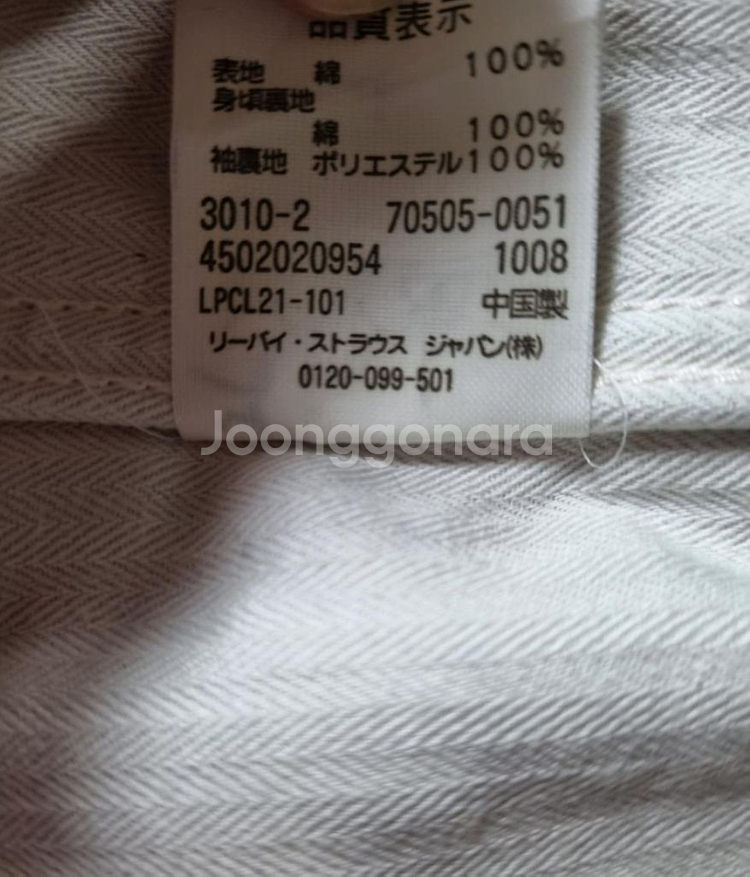 品質表示
表地 綿 100%
身頃裏地
綿 100%
袖裏地 ポリエステル100%
3010-2 70505-0051
4502020954 1008
LPCL21-101 中国製
リーバイ・ストラウス ジャパン(株)
0120-099-501
Joonggonara